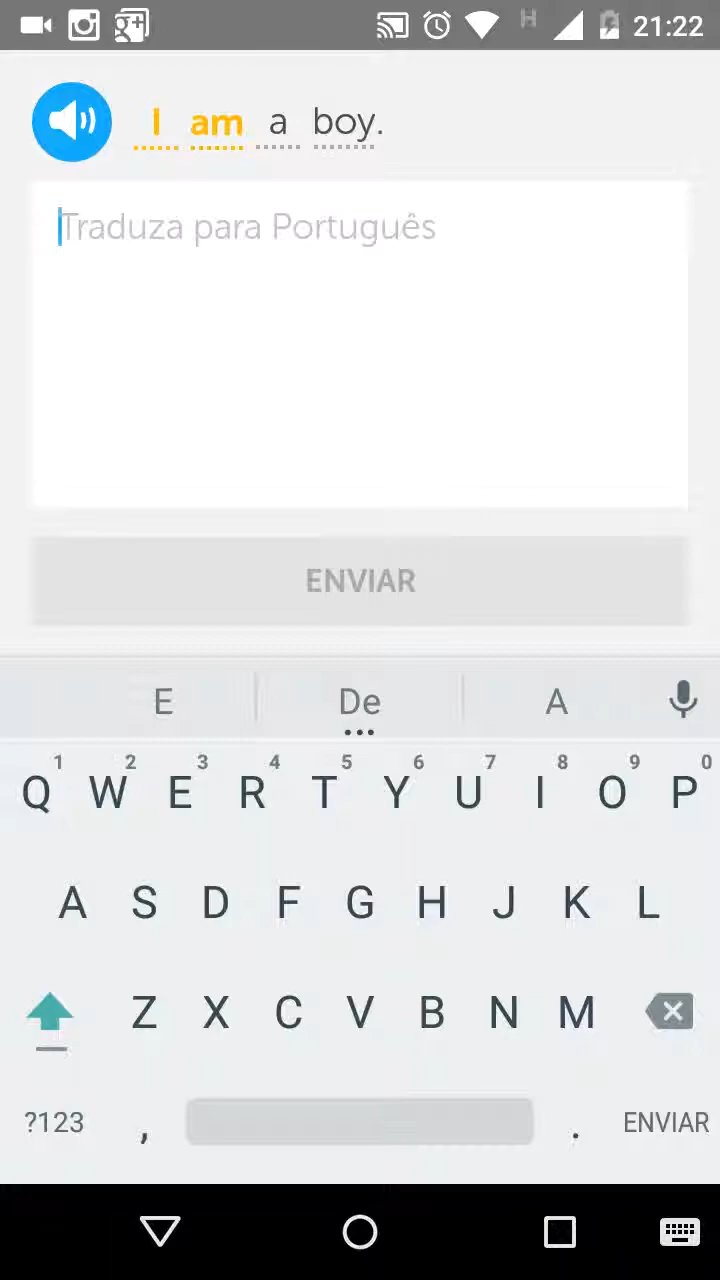 H 21:22
I am a boy.
Traduza para Português
ENVIAR
E De A
1 2 3 4 5 6 7 8 9 0
Q W E R T Y U I O P
A S D F G H J K L
Z X C V B N M
?123 , . ENVIAR